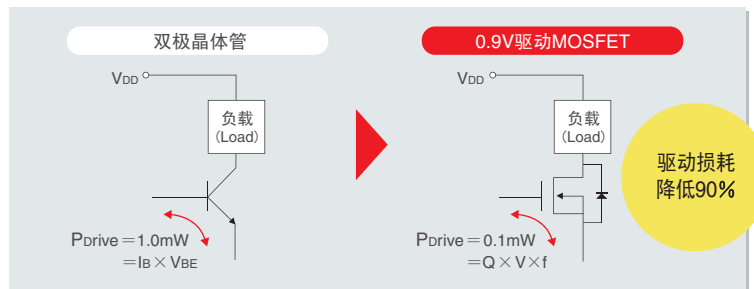 双极晶体管
VDD
负载
(Load)
PDrive＝1.0mW
＝IB × VBE
0.9V驱动MOSFET
VDD
负载
(Load)
PDrive＝0.1mW
＝Q×V×f
驱动损耗
降低90%